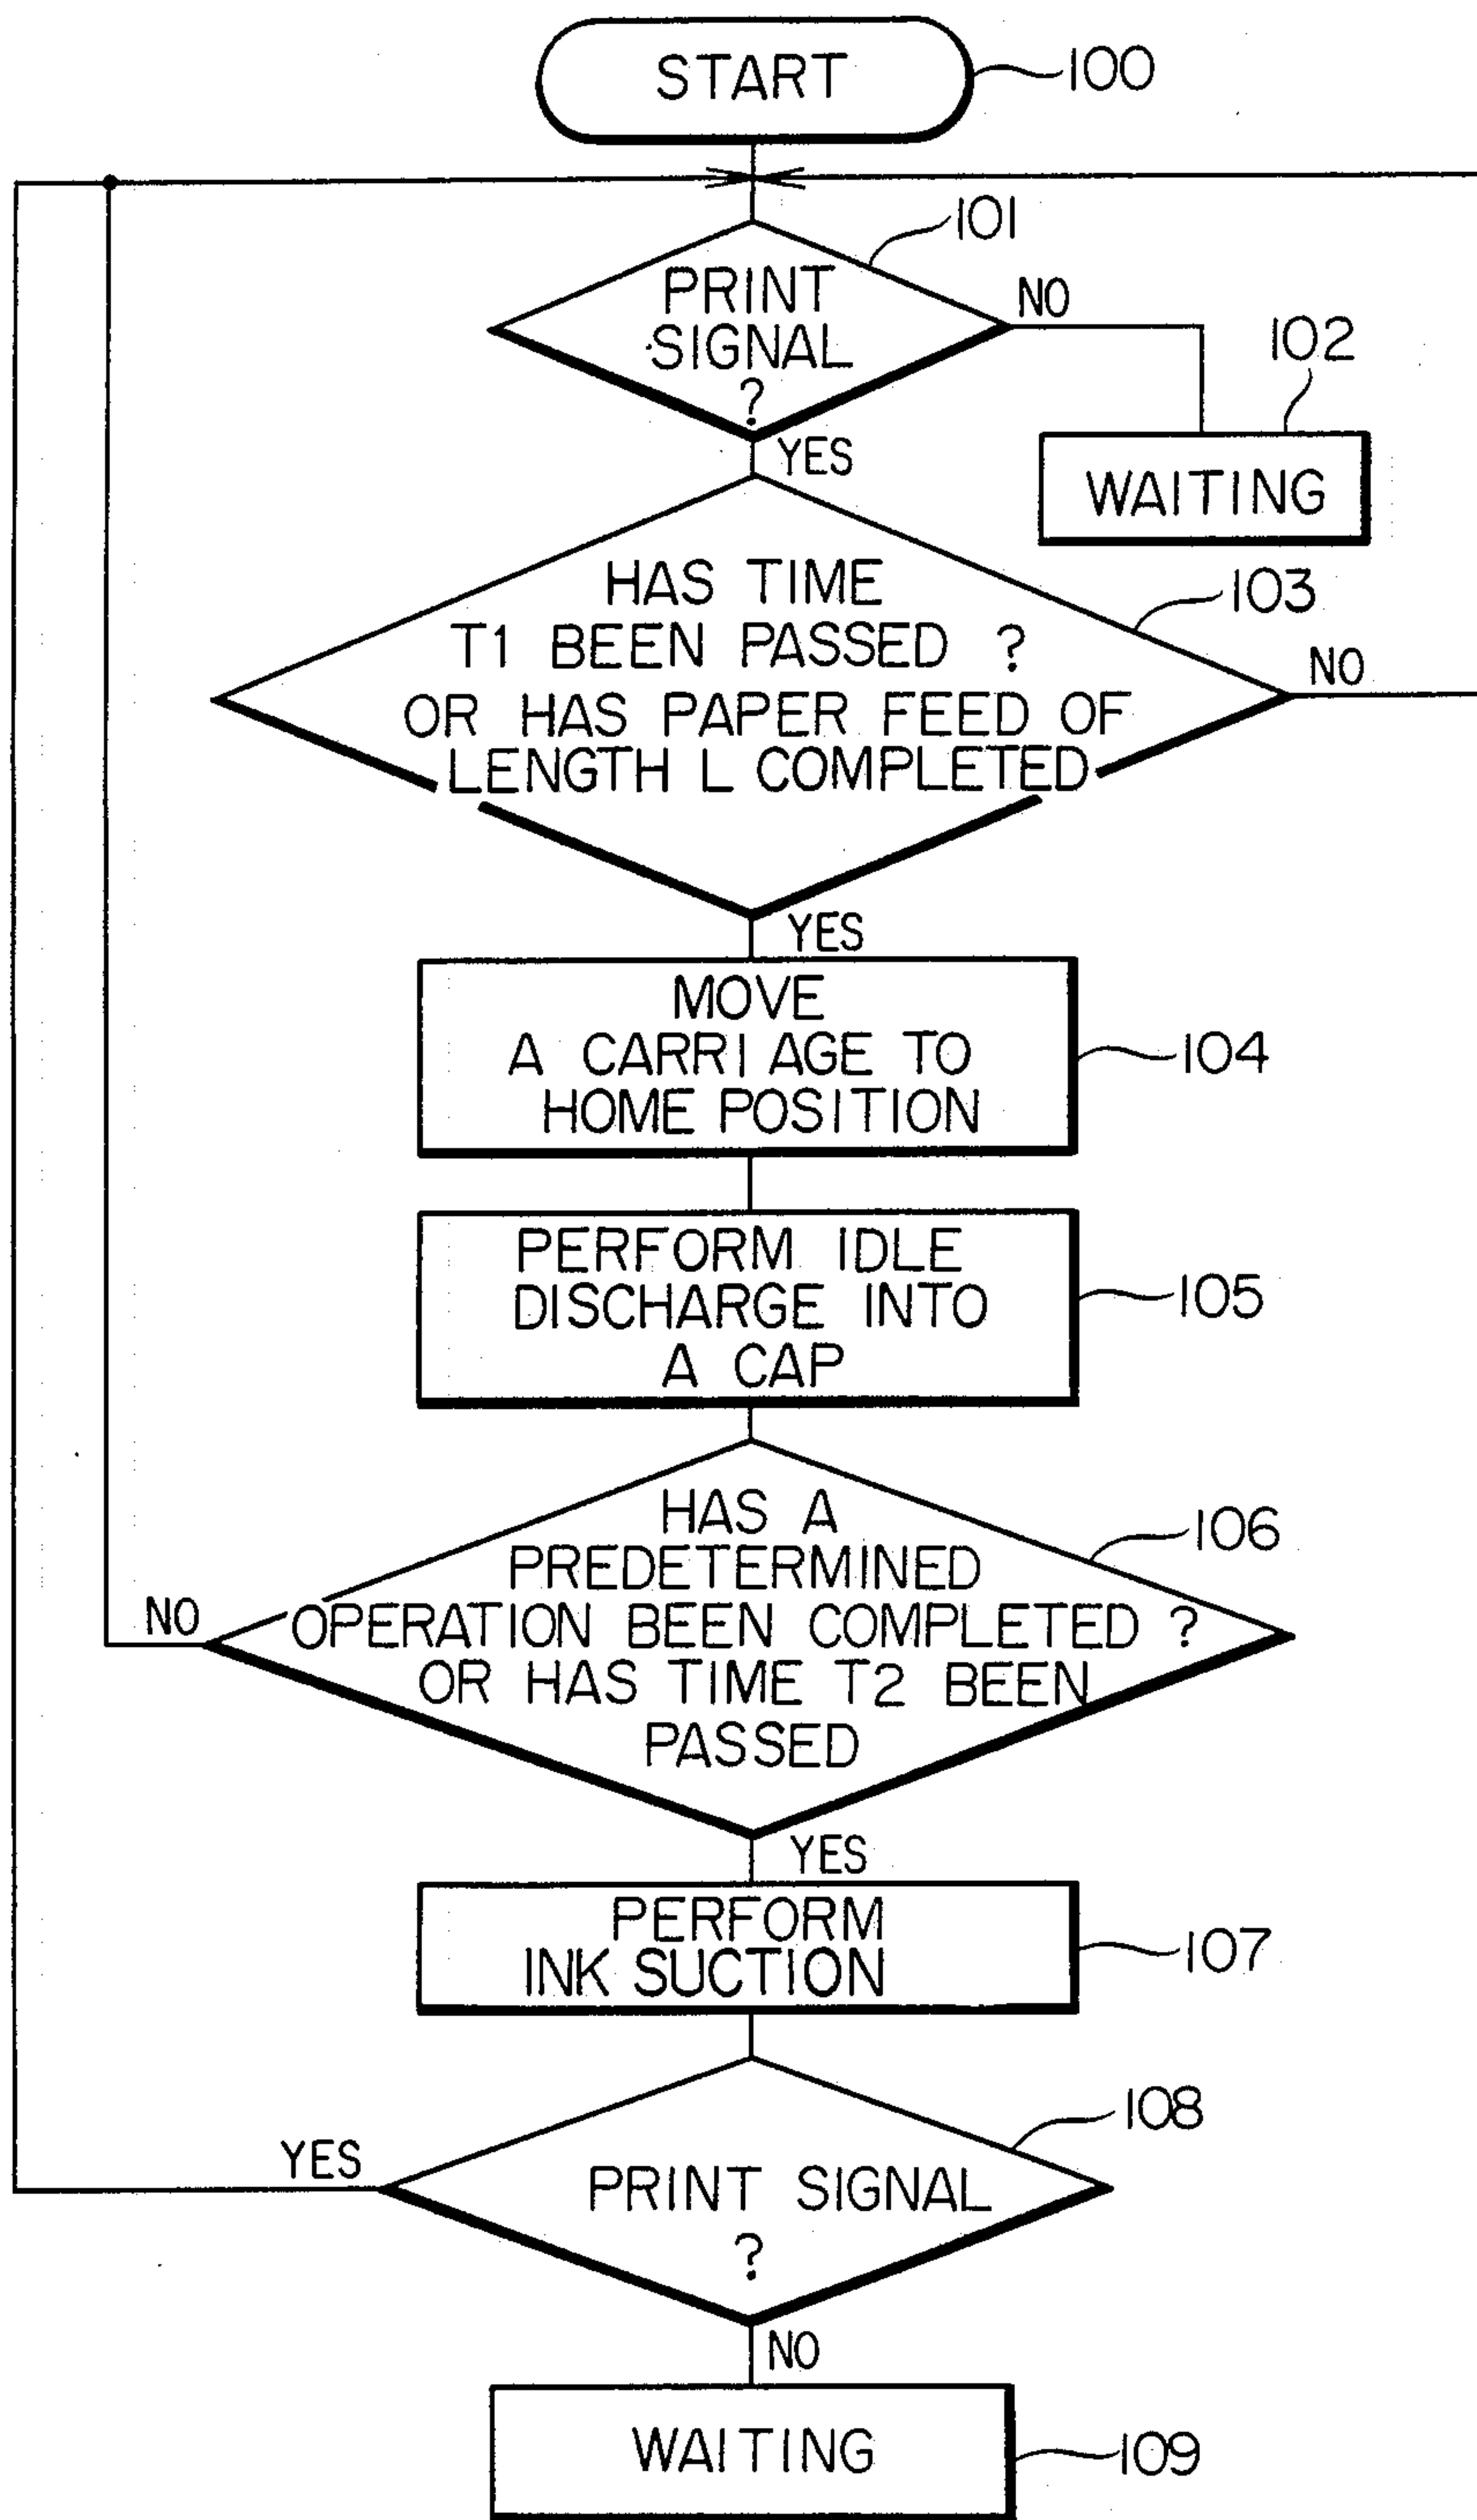 START
100
101
PRINT
SIGNAL
?
NO
102
YES
WAITING
HAS TIME
T1 BEEN PASSED ?
OR HAS PAPER FEED OF
LENGTH L COMPLETED
103
NO
YES
MOVE
A CARRIAGE TO
HOME POSITION
104
PERFORM IDLE
DISCHARGE INTO
A CAP
105
HAS A
PREDETERMINED
OPERATION BEEN COMPLETED ?
OR HAS TIME T2 BEEN
PASSED
106
NO
YES
PERFORM
INK SUCTION
107
108
YES
PRINT SIGNAL
?
NO
WAITING
109